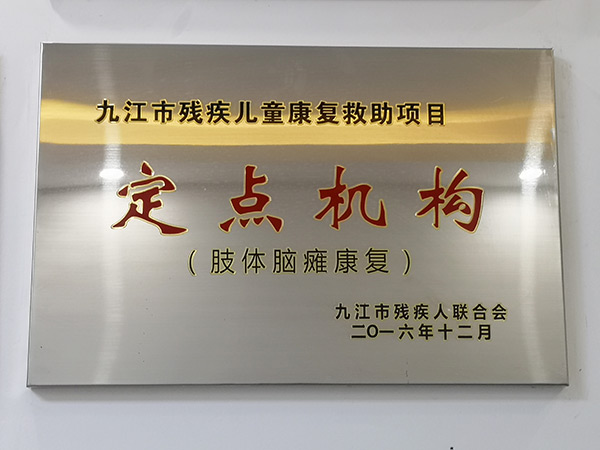 九江市残疾儿童康复救助项目
定点机构
（肢体脑瘫康复）
九江市残疾人联合会
二〇一六年十二月